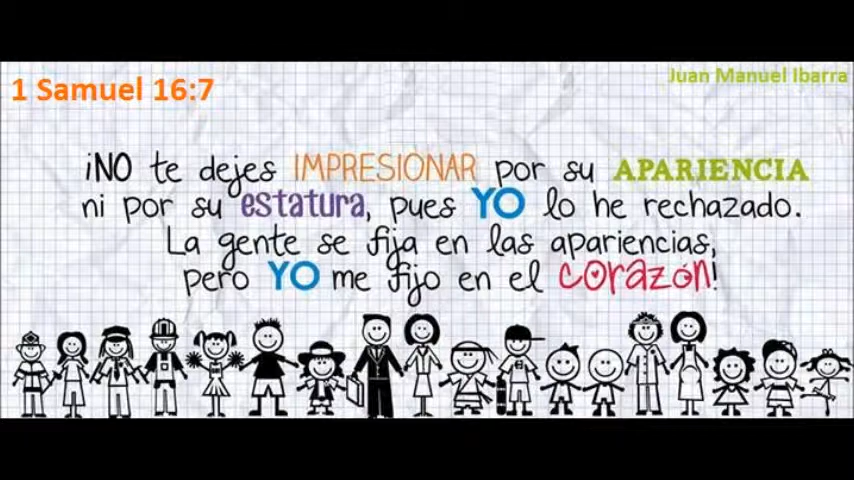 1 Samuel 16:7
Juan Manuel Ibarra
¡NO te dejes IMPRESIONAR por su APARIENCIA
ni por su estatura, pues YO lo he rechazado.
La gente se fija en las apariencias,
pero YO me fijo en el corazón!